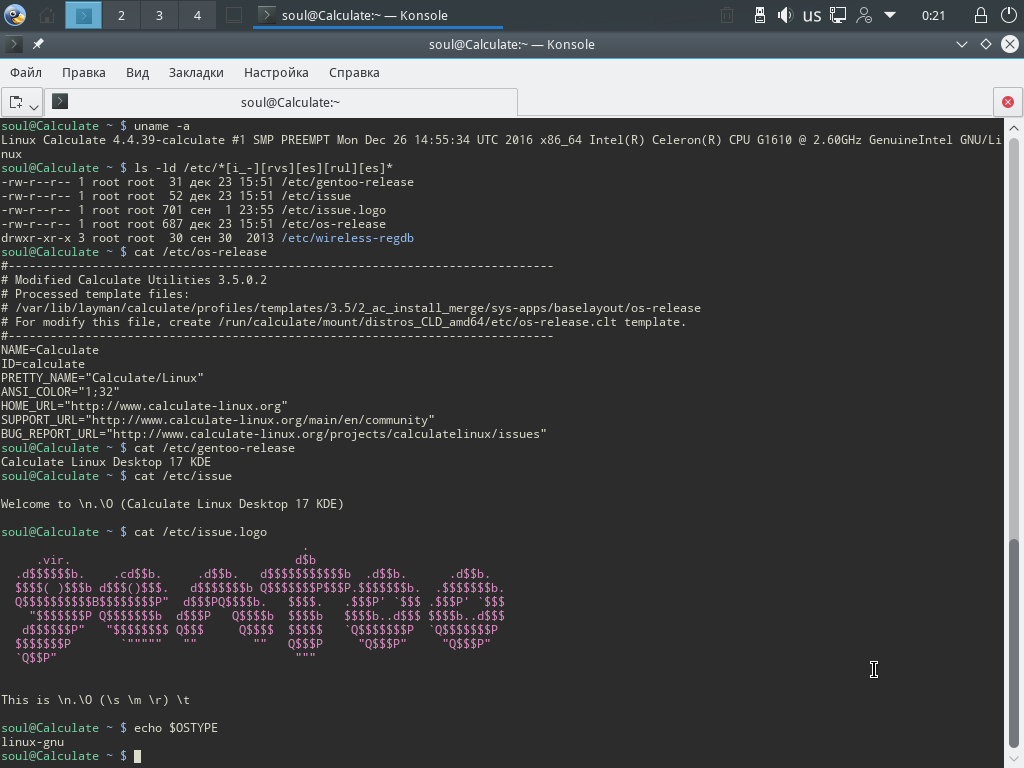 2 3 4 soul@Calculate:~ — Konsole us 0:21
soul@Calculate:~ — Konsole
Файл Правка Вид Закладки Настройка Справка
soul@Calculate:~
soul@Calculate ~ $ uname -a
Linux Calculate 4.4.39-calculate #1 SMP PREEMPT Mon Dec 26 14:55:34 UTC 2016 x86_64 Intel(R) Celeron(R) CPU G1610 @ 2.60GHz GenuineIntel GNU/Li
nux
soul@Calculate ~ $ ls -ld /etc/*[i_-][rvs][es][rul][es]*
-rw-r--r-- 1 root root  31 дек 23 15:51 /etc/gentoo-release
-rw-r--r-- 1 root root  52 дек 23 15:51 /etc/issue
-rw-r--r-- 1 root root 701 сен  1 23:55 /etc/issue.logo
-rw-r--r-- 1 root root 687 дек 23 15:51 /etc/os-release
drwxr-xr-x 3 root root  30 сен 30  2013 /etc/wireless-regdb
soul@Calculate ~ $ cat /etc/os-release
#------------------------------------------------------------------------------
# Modified Calculate Utilities 3.5.0.2
# Processed template files:
# /var/lib/layman/calculate/profiles/templates/3.5/2_ac_install_merge/sys-apps/baselayout/os-release
# For modify this file, create /run/calculate/mount/distros_CLD_amd64/etc/os-release.clt template.
#------------------------------------------------------------------------------
NAME=Calculate
ID=calculate
PRETTY_NAME="Calculate/Linux"
ANSI_COLOR="1;32"
HOME_URL="http://www.calculate-linux.org"
SUPPORT_URL="http://www.calculate-linux.org/main/en/community"
BUG_REPORT_URL="http://www.calculate-linux.org/projects/calculatelinux/issues"
soul@Calculate ~ $ cat /etc/gentoo-release
Calculate Linux Desktop 17 KDE
soul@Calculate ~ $ cat /etc/issue
Welcome to \n.\O (Calculate Linux Desktop 17 KDE)
soul@Calculate ~ $ cat /etc/issue.logo
                                           .
     .vir.                                d$b
  .d$$$$$$b.    .cd$$b.     .d$$b.   d$$$$$$$$$$$b  .d$$b.      .d$$b.
  $$$$( )$$$b d$$$()$$$.   d$$$$$$$b Q$$$$$$$P$$$P.$$$$$$$b.  .$$$$$$$b.
  Q$$$$$$$$$$B$$$$$$$$P"  d$$$PQ$$$$b.   $$$$.   .$$$P' `$$$ .$$$P' `$$$
    "$$$$$$$P Q$$$$$$$b  d$$$P   Q$$$$b  $$$$b   $$$$b..d$$$ $$$$b..d$$$
   d$$$$$$P"   "$$$$$$$$ Q$$$     Q$$$$  $$$$$   `Q$$$$$$$P  `Q$$$$$$$P
  $$$$$$$P       `"""""   ""        ""   Q$$$P     "Q$$$P"     "Q$$$P"
  `Q$$P"                                  """
This is \n.\O (\s \m \r) \t
soul@Calculate ~ $ echo $OSTYPE
linux-gnu
soul@Calculate ~ $